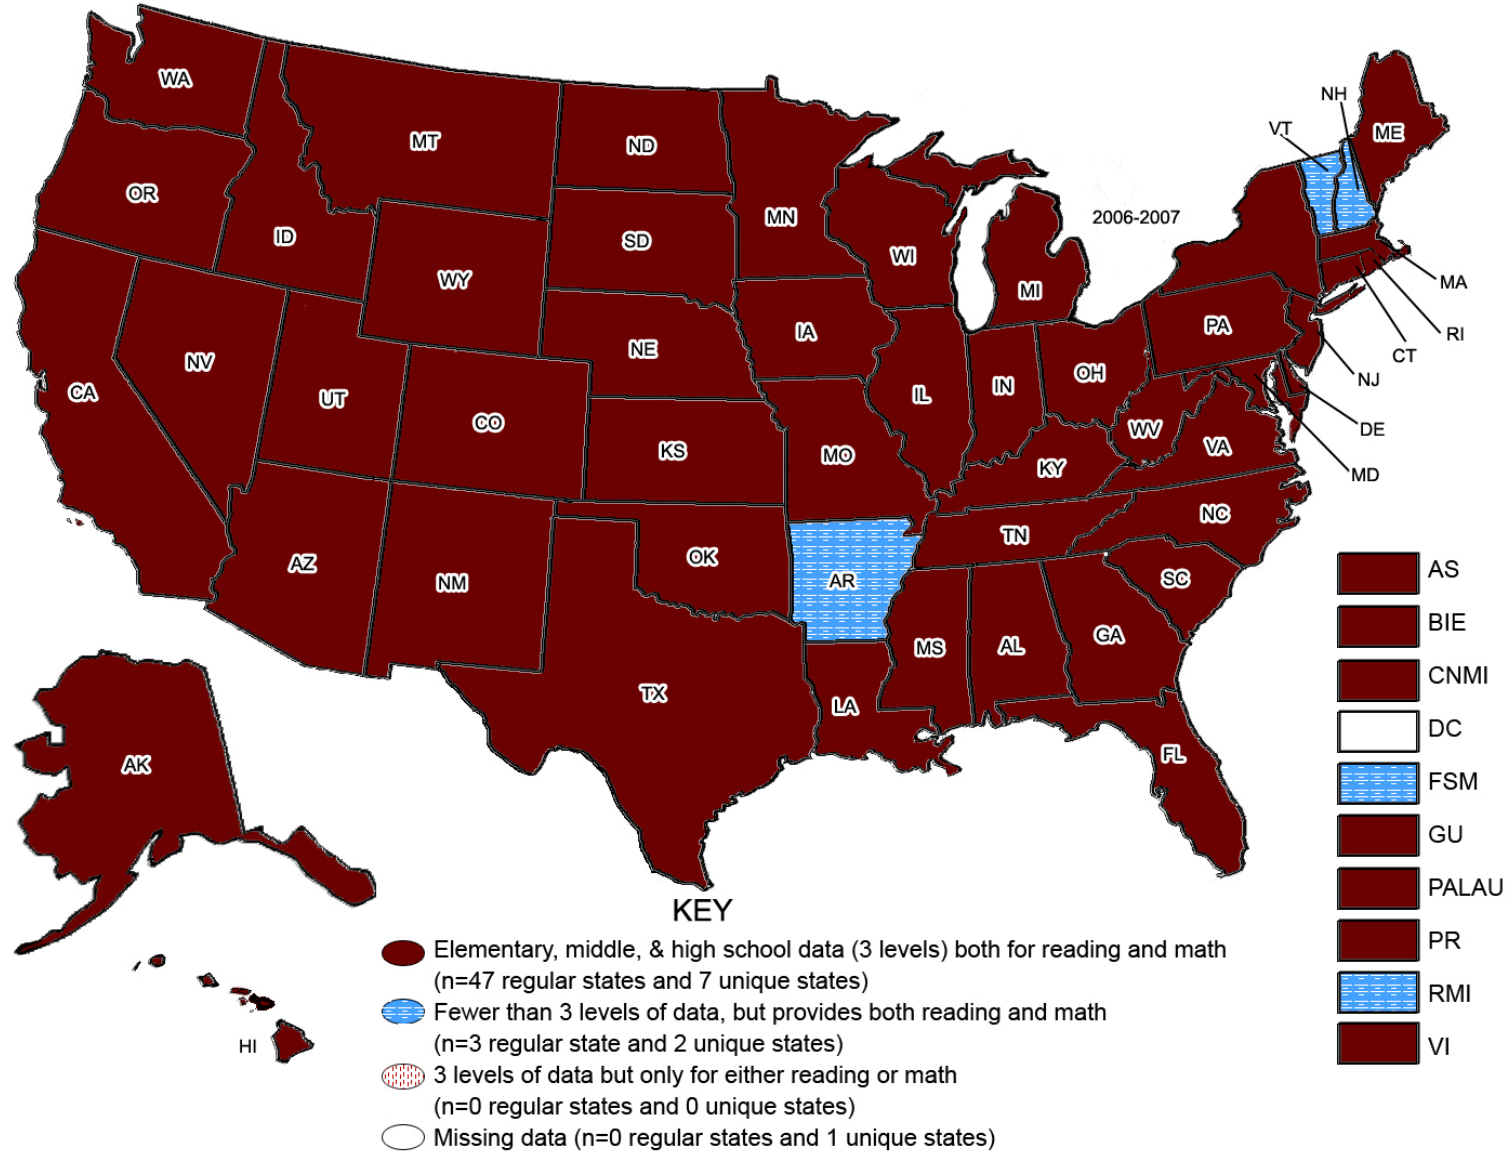 NH
VT
WA
ME
MT
ND
OR
MN
2006-2007
ID
SD
WI
WY
MA
MI
PA
IA
RI
NE
CT
NV
OH
NJ
CA
UT
IN
IL
CO
WV
DE
VA
KS
MO
KY
MD
NC
TN
OK
AZ
AS
NM
AR
SC
BIE
GA
MS
AL
CNMI
TX
LA
DC
FL
AK
FSM
GU
PALAU
KEY
PR
Elementary, middle, & high school data (3 levels) both for reading and math
(n=47 regular states and 7 unique states)
RMI
Fewer than 3 levels of data, but provides both reading and math
(n=3 regular state and 2 unique states)
HI
VI
3 levels of data but only for either reading or math
(n=0 regular states and 0 unique states)
Missing data (n=0 regular states and 1 unique states)